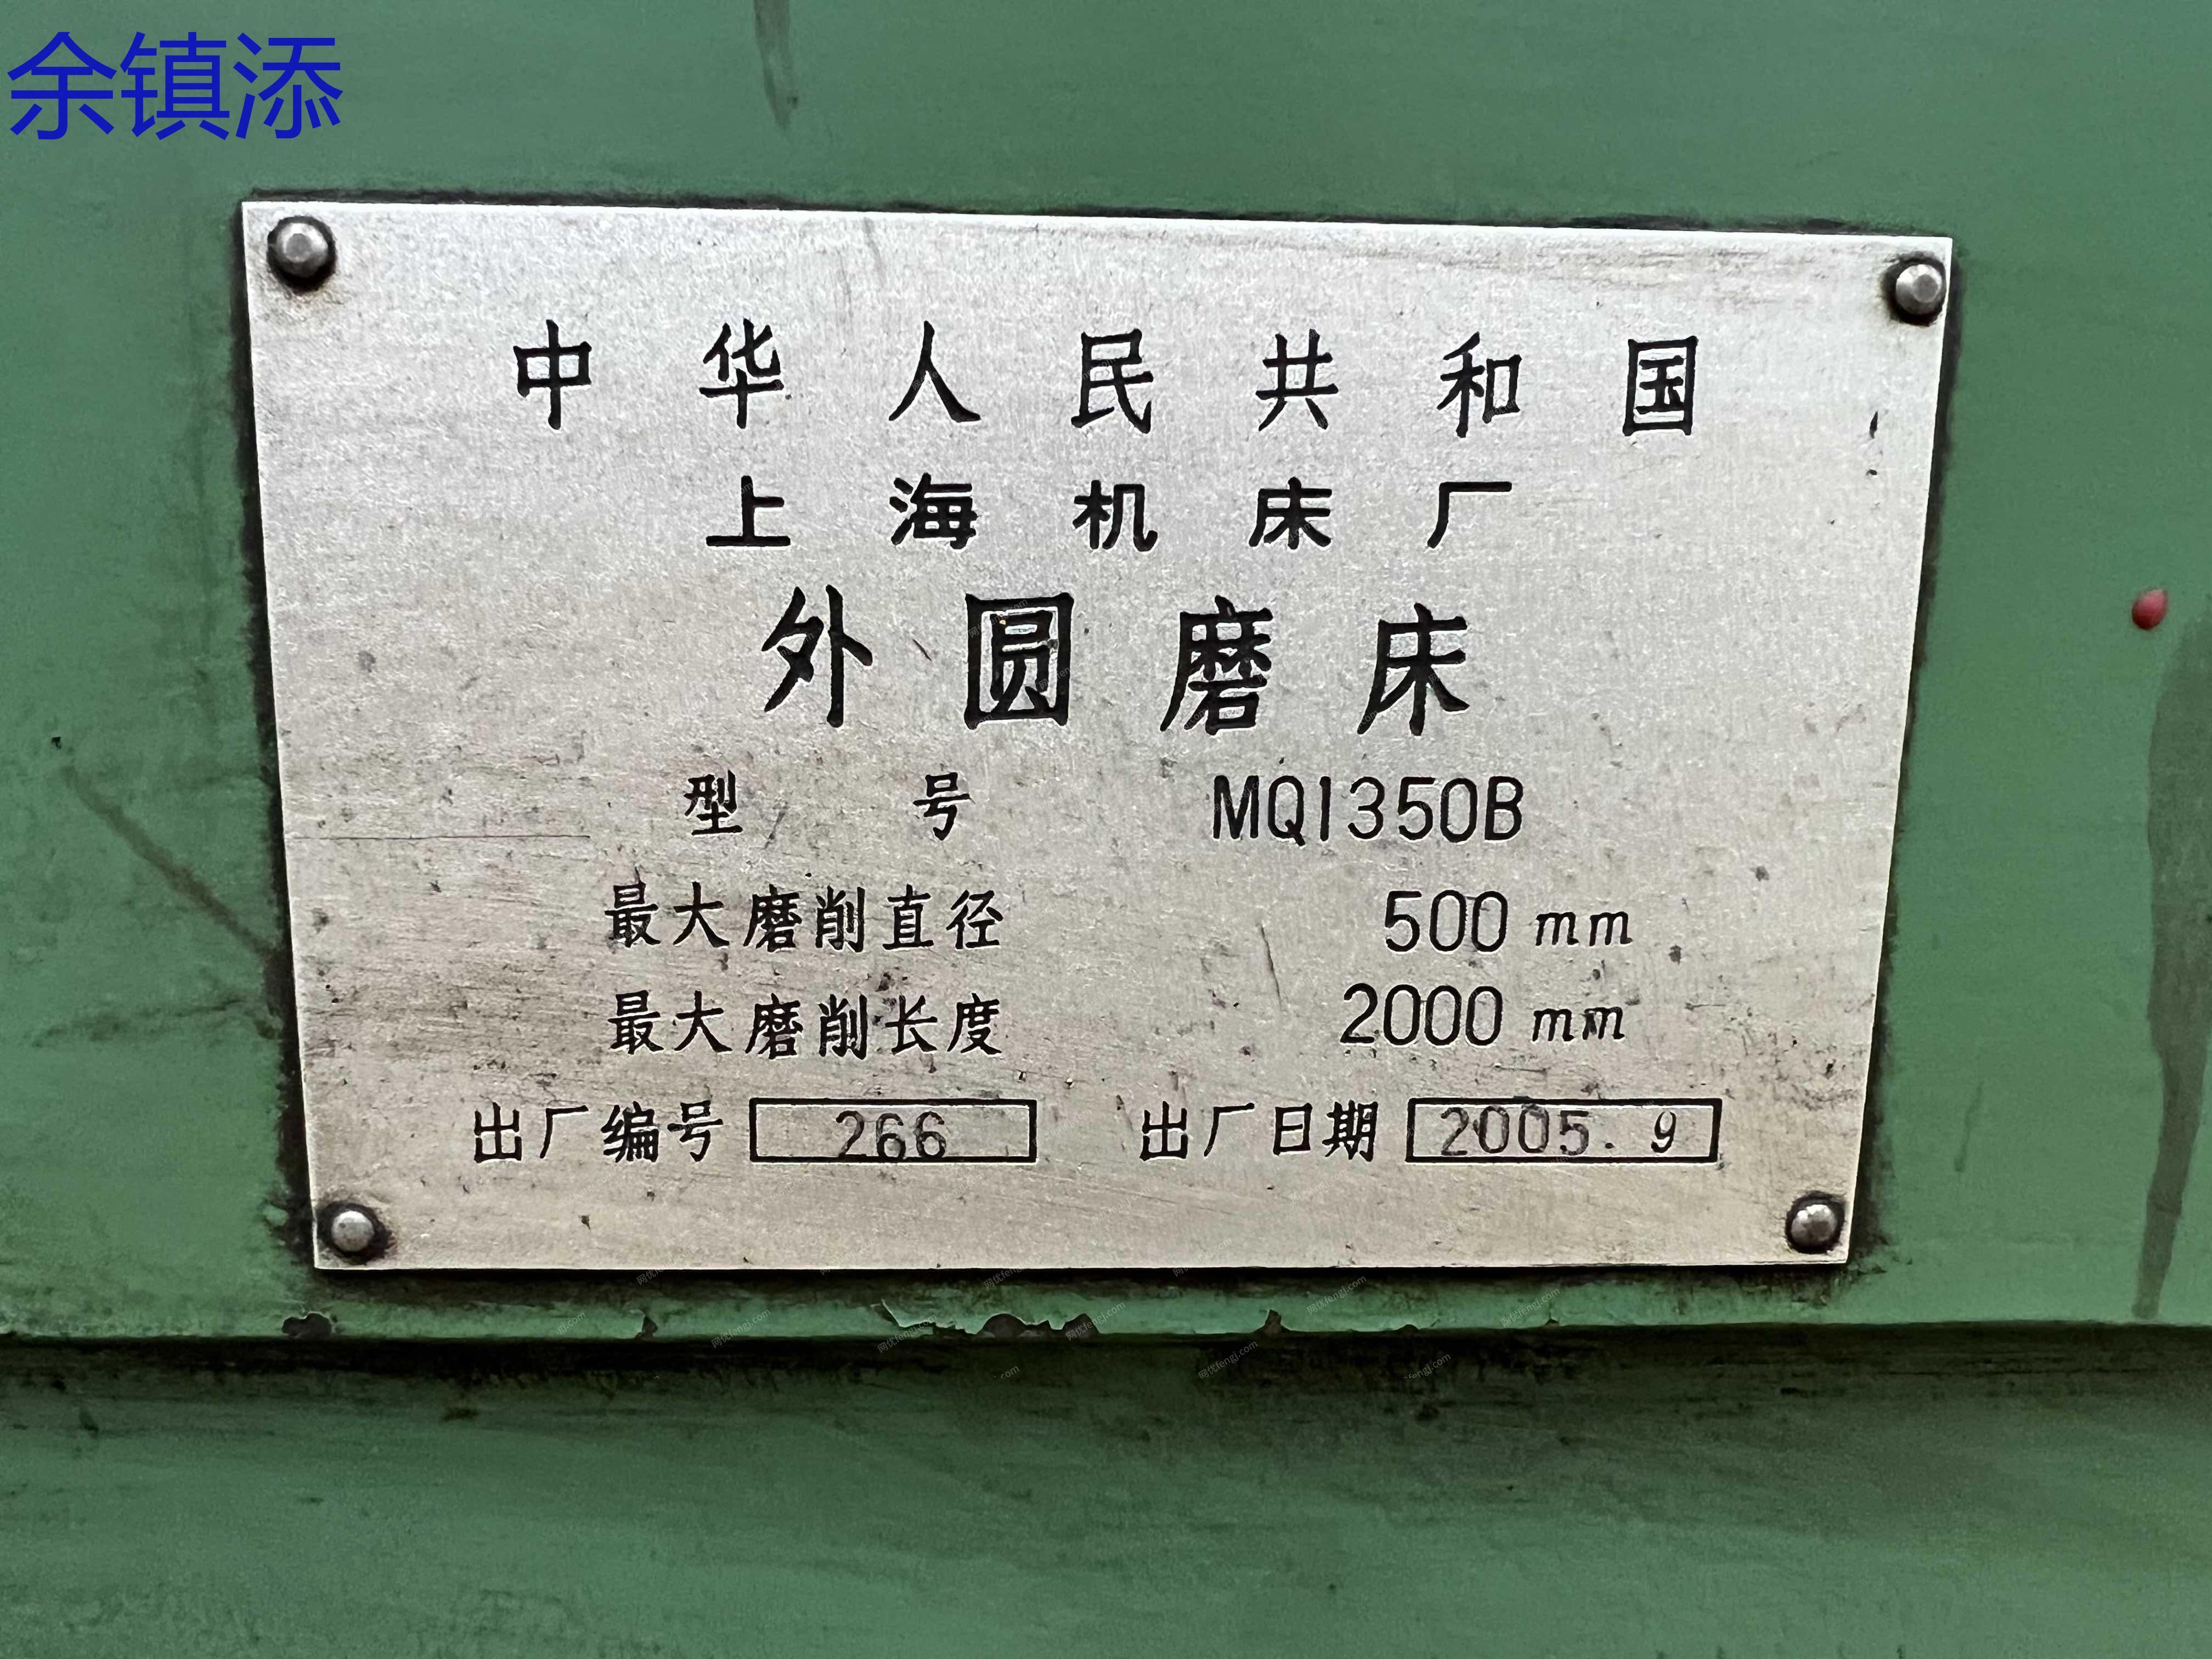 余镇添
中华人民共和国
上海机床厂
外圆磨床
型号 MQ1350B
最大磨削直径 500 mm
最大磨削长度 2000 mm
出厂编号 266 出厂日期 2005.9